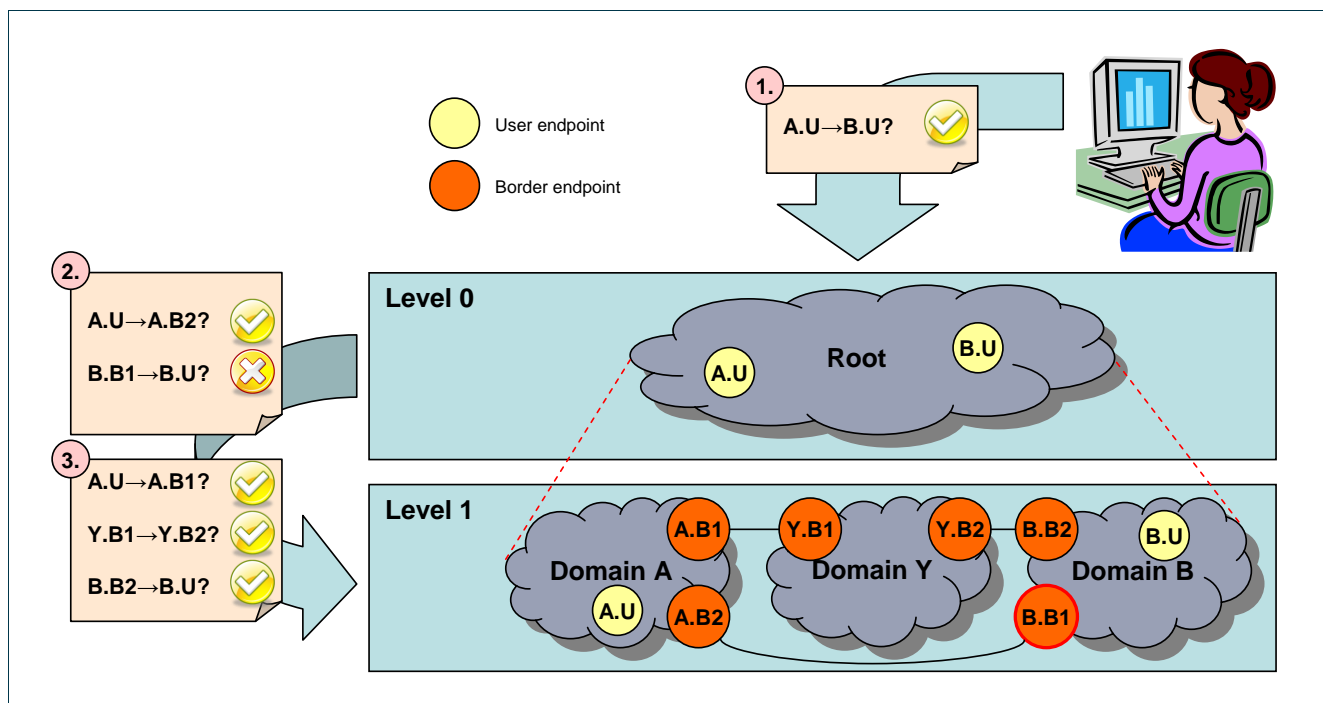 1.
A.U→B.U?
User endpoint
Border endpoint
2.
A.U→A.B2?
B.B1→B.U?
3.
A.U→A.B1?
Y.B1→Y.B2?
B.B2→B.U?
Level 0
Root
A.U
B.U
Level 1
A.B1
Y.B1
Y.B2
B.B2
B.U
Domain A
Domain Y
Domain B
A.U
A.B2
B.B1